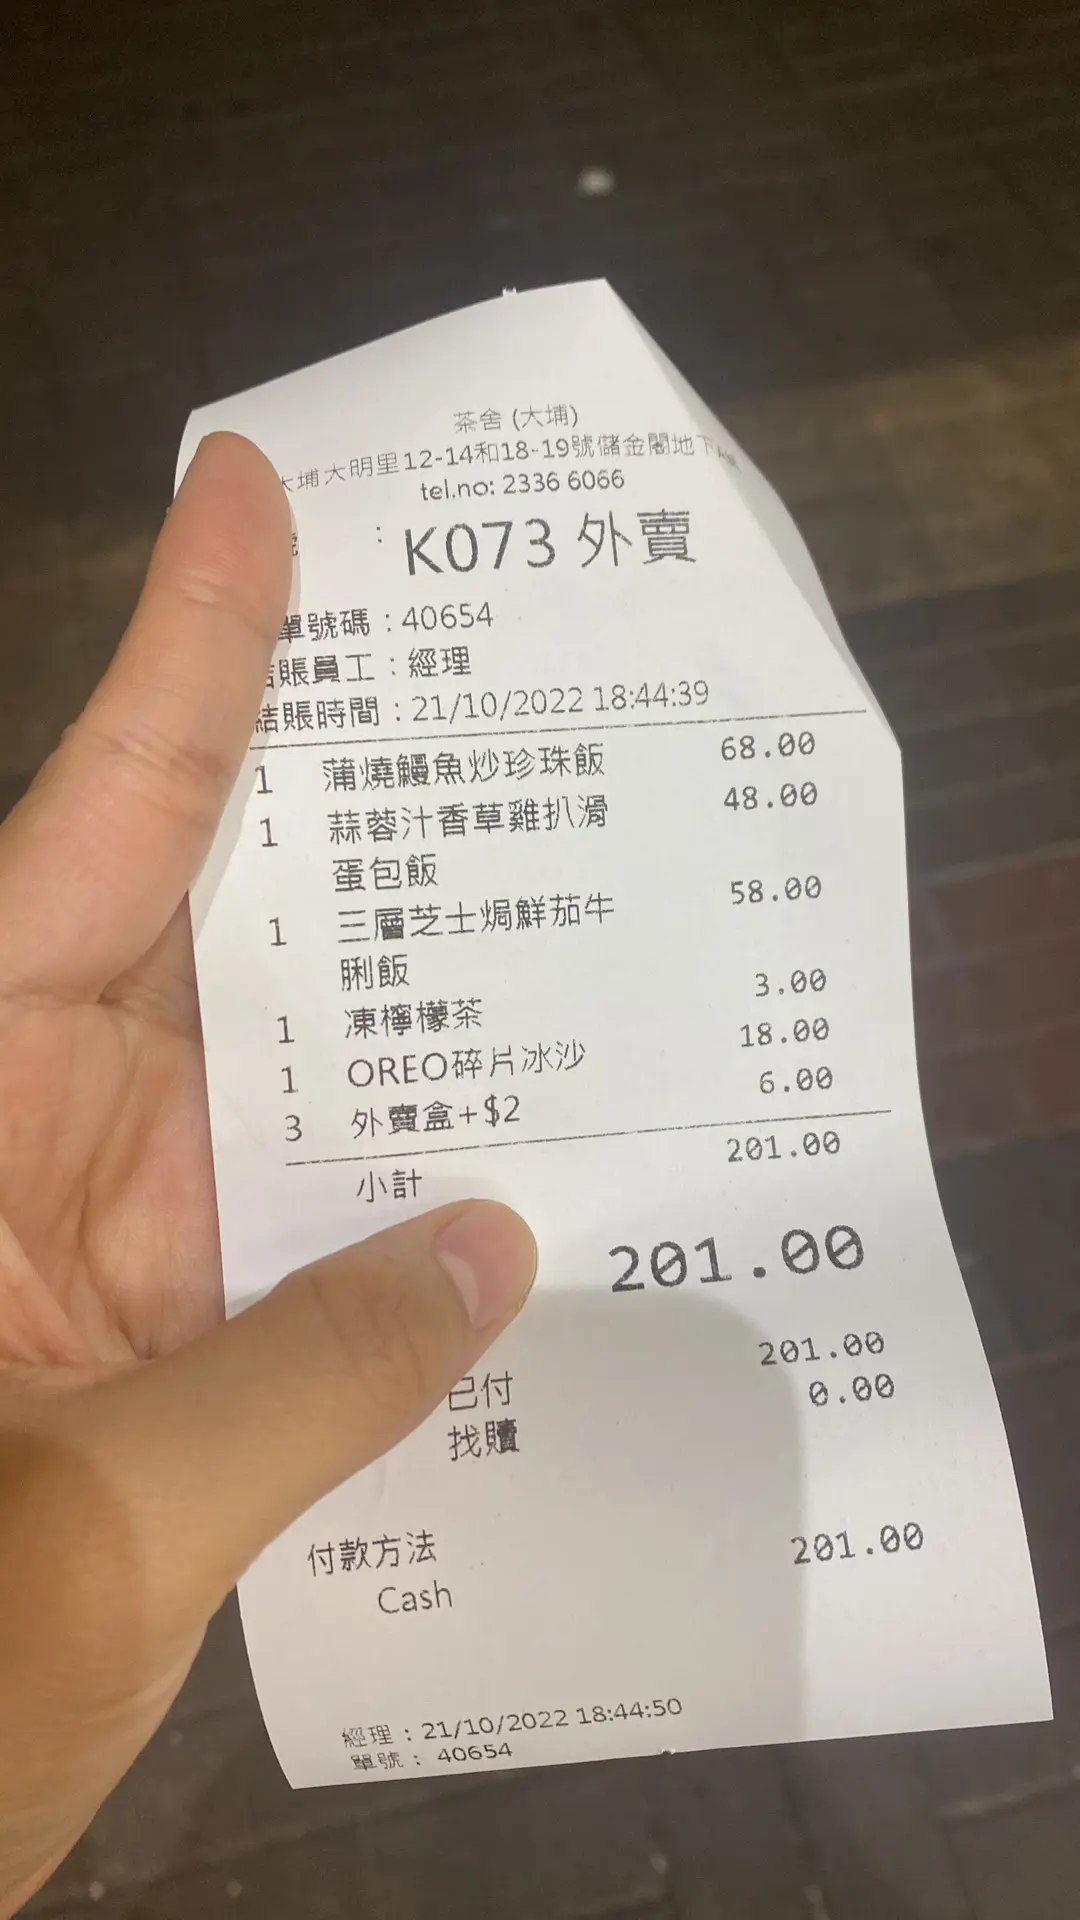 茶舍 (大埔)
大埔大明里12-14和18-19號儲金閣地下
tel.no: 2336 6066
號 : K073 外賣
單號碼 : 40654
結賬員工 : 經理
結賬時間 : 21/10/2022 18:44:39
1 蒲燒鰻魚炒珍珠飯 68.00
1 蒜蓉汁香草雞扒滑 48.00
蛋包飯
1 三層芝士焗鮮茄牛 58.00
脷飯
1 凍檸檬茶 3.00
1 OREO碎片冰沙 18.00
3 外賣盒+$2 6.00
小計 201.00
201.00
已付 201.00
找贖 0.00
付款方法 201.00
Cash
經理 : 21/10/2022 18:44:50
單號 : 40654